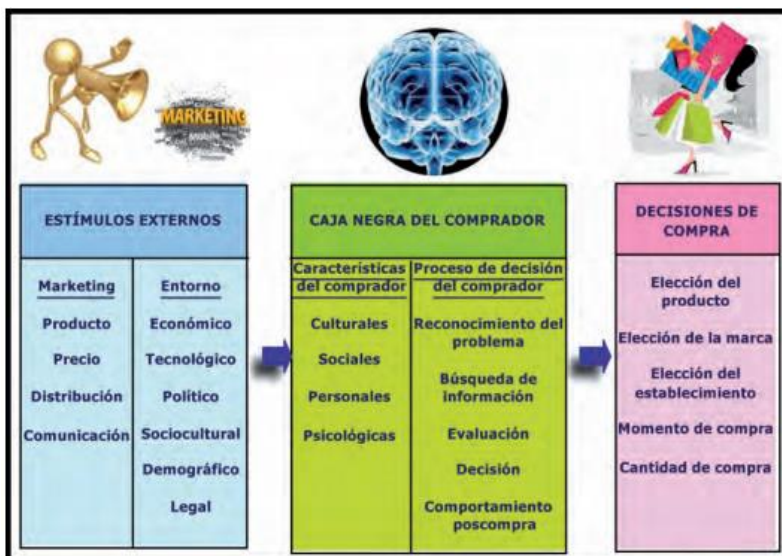 MARKETING
Mobile
ESTÍMULOS EXTERNOS
Marketing
Producto
Precio
Distribución
Comunicación
Entorno
Económico
Tecnológico
Político
Sociocultural
Demográfico
Legal
CAJA NEGRA DEL COMPRADOR
Características
del comprador
Culturales
Sociales
Personales
Psicológicas
Proceso de decisión
del comprador
Reconocimiento del
problema
Búsqueda de
información
Evaluación
Decisión
Comportamiento
poscompra
DECISIONES DE
COMPRA
Elección del
producto
Elección de la marca
Elección del
establecimiento
Momento de compra
Cantidad de compra